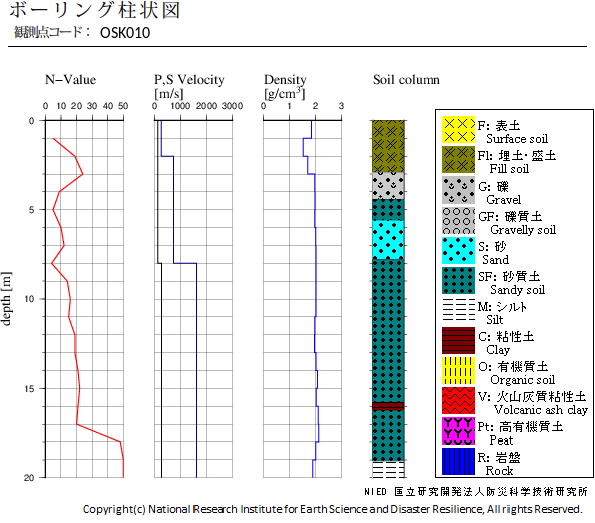 ボーリング柱状図
観測点コード： OSK010
N−Value
0 10 20 30 40 50
P,S Velocity
[m/s]
0 1000 2000 3000
Density
[g/cm³]
0 1 2 3
Soil column
depth [m]
0
5
10
15
20
F: 表土
Surface soil
Fl: 埋土・盛土
Fill soil
G: 礫
Gravel
GF: 礫質土
Gravelly soil
S: 砂
Sand
SF: 砂質土
Sandy soil
M: シルト
Silt
C: 粘性土
Clay
O: 有機質土
Organic soil
V: 火山灰質粘性土
Volcanic ash clay
Pt: 高有機質土
Peat
R: 岩盤
Rock
NIED 国立研究開発法人防災科学技術研究所
Copyright(c) National Research Institute for Earth Science and Disaster Resilience, All rights Reserved.